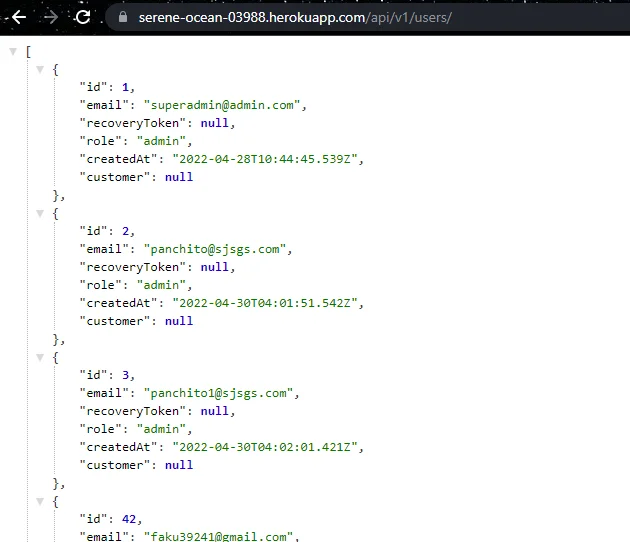 serene-ocean-03988.herokuapp.com/api/v1/users/
[
{
"id": 1,
"email": "superadmin@admin.com",
"recoveryToken": null,
"role": "admin",
"createdAt": "2022-04-28T10:44:45.539Z",
"customer": null
},
{
"id": 2,
"email": "panchito@sjsgs.com",
"recoveryToken": null,
"role": "admin",
"createdAt": "2022-04-30T04:01:51.542Z",
"customer": null
},
{
"id": 3,
"email": "panchito1@sjsgs.com",
"recoveryToken": null,
"role": "admin",
"createdAt": "2022-04-30T04:02:01.421Z",
"customer": null
},
{
"id": 42,
"email": "faku39241@gmail.com",